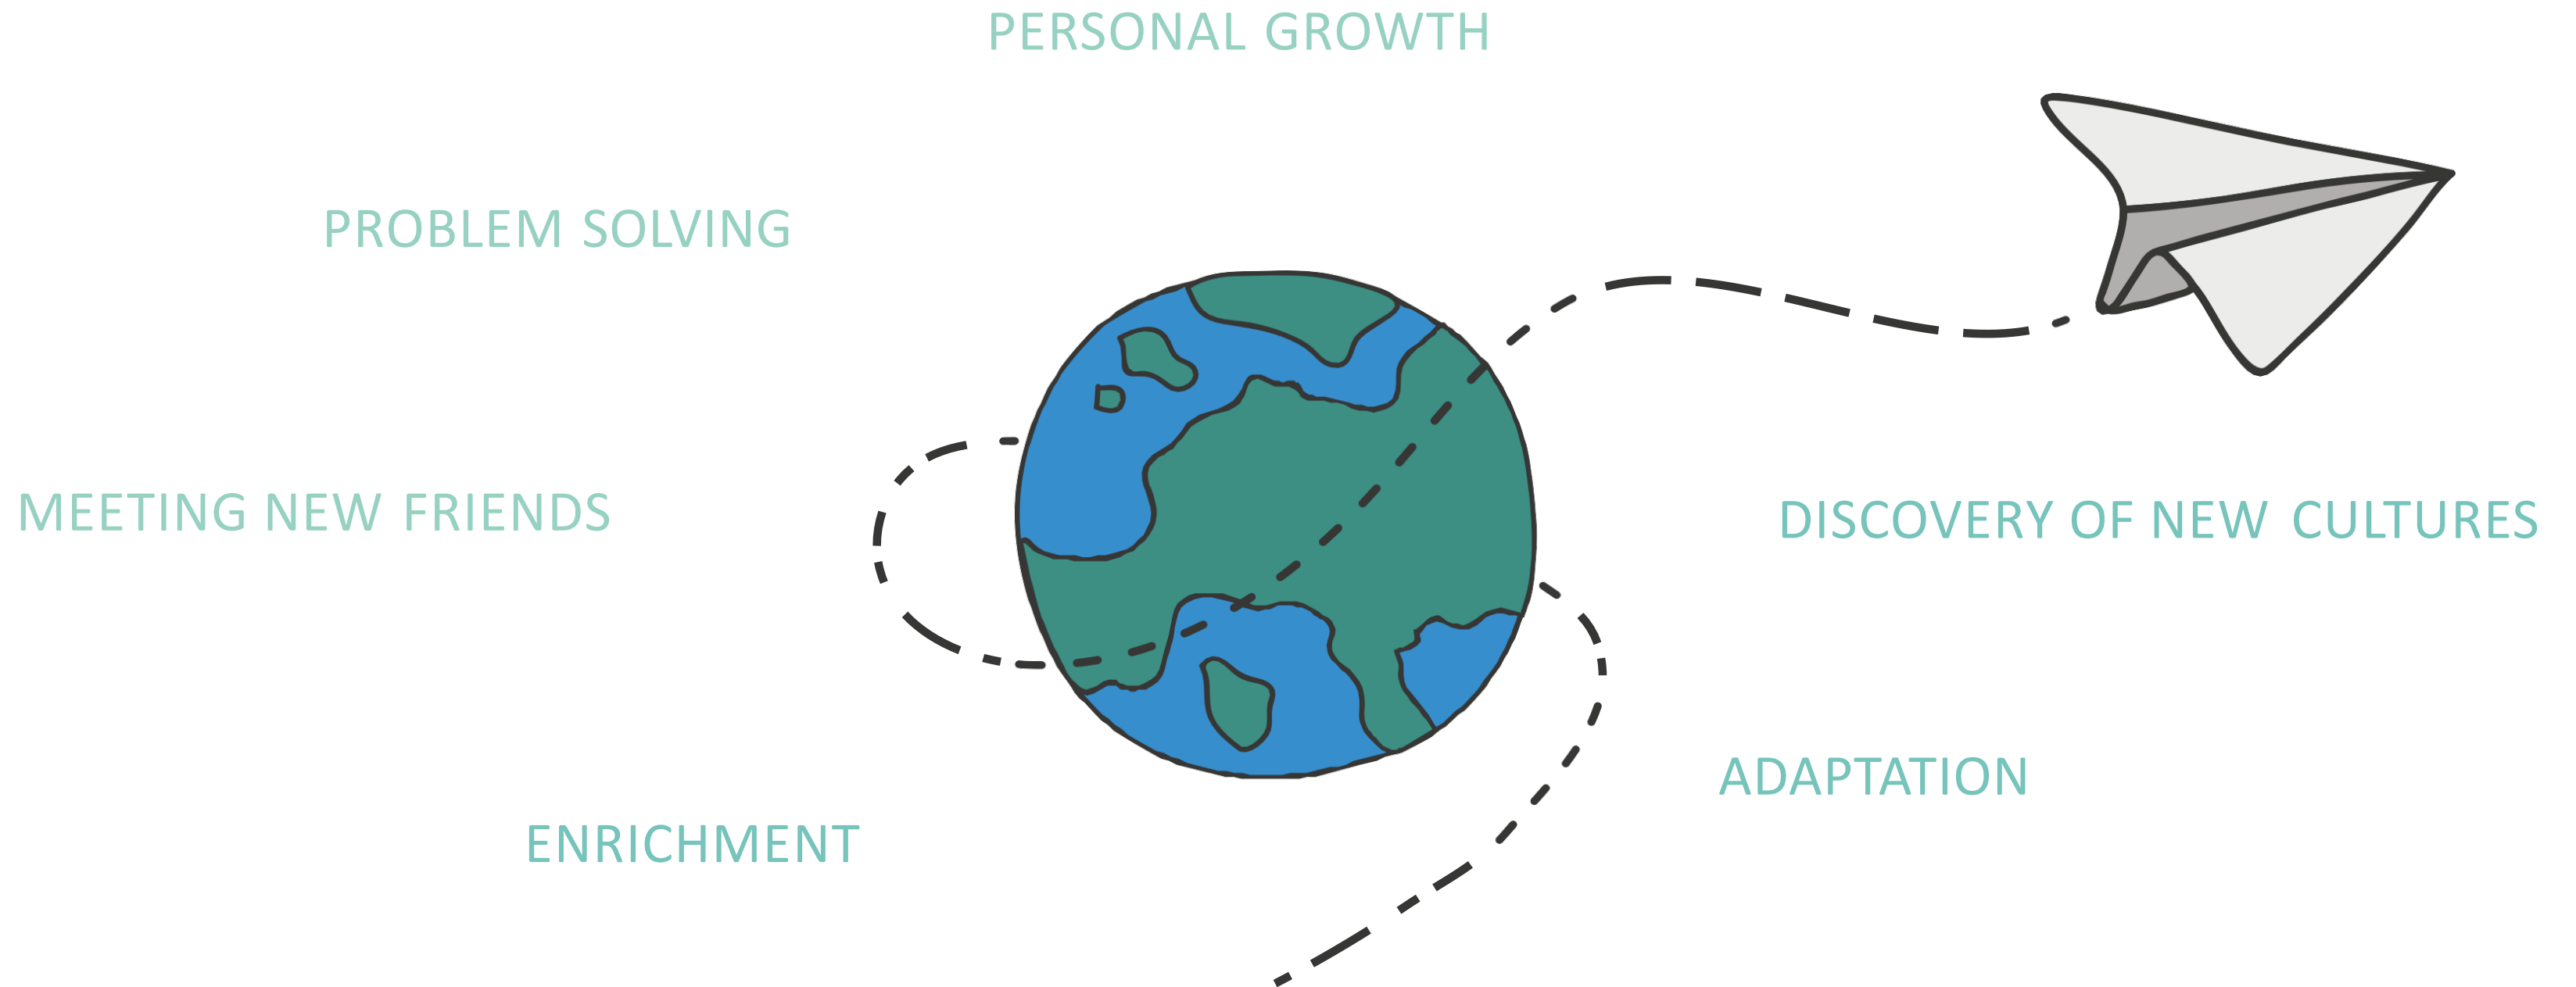 PERSONAL GROWTH
PROBLEM SOLVING
MEETING NEW FRIENDS
DISCOVERY OF NEW CULTURES
ADAPTATION
ENRICHMENT